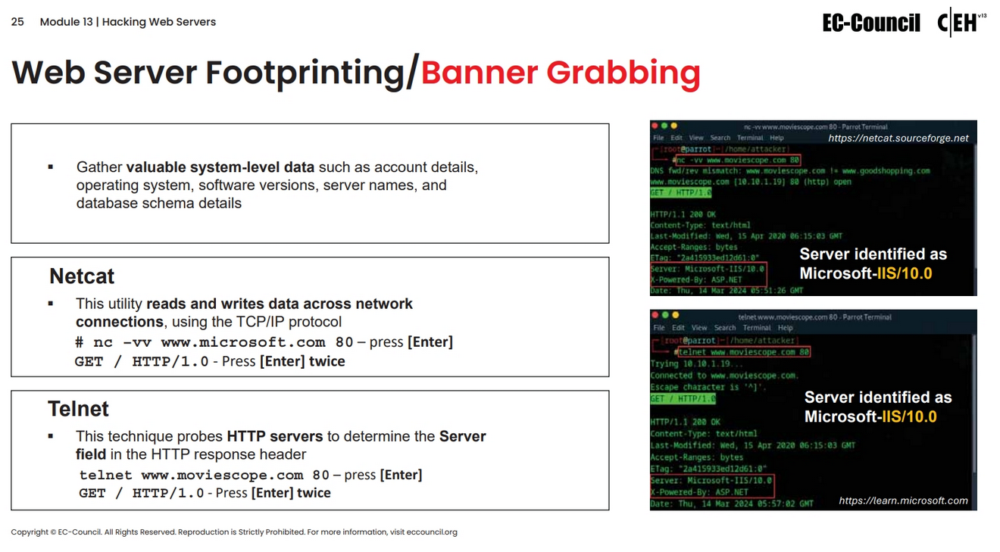 25 Module 13 | Hacking Web Servers
EC-Council C|EH v13
Web Server Footprinting/Banner Grabbing
▪ Gather valuable system-level data such as account details,
operating system, software versions, server names, and
database schema details
Netcat
▪ This utility reads and writes data across network
connections, using the TCP/IP protocol
# nc -vv www.microsoft.com 80 – press [Enter]
GET / HTTP/1.0 - Press [Enter] twice
Telnet
▪ This technique probes HTTP servers to determine the Server
field in the HTTP response header
telnet www.moviescope.com 80 – press [Enter]
GET / HTTP/1.0 - Press [Enter] twice
nc -vv www.moviescope.com 80 - Parrot Terminal
File Edit View Search Terminal Help
https://netcat.sourceforge.net
[root@parrot]-[/home/attacker]
#nc -vv www.moviescope.com 80
DNS fwd/rev mismatch: www.moviescope.com != www.goodshopping.com
www.moviescope.com [10.10.1.19] 80 (http) open
GET / HTTP/1.0
HTTP/1.1 200 OK
Content-Type: text/html
Last-Modified: Wed, 15 Apr 2020 06:15:03 GMT
Accept-Ranges: bytes
ETag: "2a415933ed12d61:0"
Server: Microsoft-IIS/10.0
X-Powered-By: ASP.NET
Date: Thu, 14 Mar 2024 05:51:26 GMT
Server identified as
Microsoft-IIS/10.0
telnet www.moviescope.com 80 - Parrot Terminal
File Edit View Search Terminal Help
[root@parrot]-[/home/attacker]
#telnet www.moviescope.com 80
Trying 10.10.1.19...
Connected to www.moviescope.com.
Escape character is '^]'.
GET / HTTP/1.0
HTTP/1.1 200 OK
Content-Type: text/html
Last-Modified: Wed, 15 Apr 2020 06:15:03 GMT
Accept-Ranges: bytes
ETag: "2a415933ed12d61:0"
Server: Microsoft-IIS/10.0
X-Powered-By: ASP.NET
Date: Thu, 14 Mar 2024 05:57:02 GMT
Server identified as
Microsoft-IIS/10.0
https://learn.microsoft.com
Copyright © EC-Council. All Rights Reserved. Reproduction is Strictly Prohibited. For more information, visit eccouncil.org